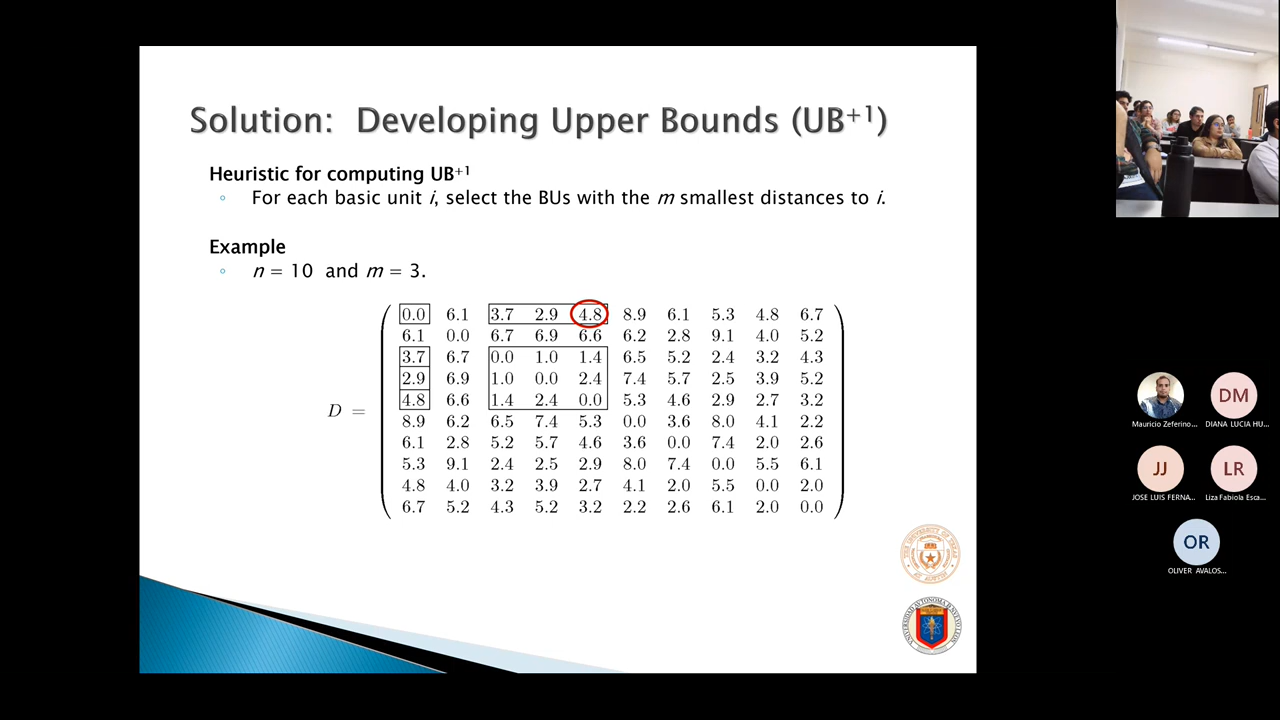 Solution: Developing Upper Bounds (UB⁺¹)
Heuristic for computing UB⁺¹
◦ For each basic unit i, select the BUs with the m smallest distances to i.
Example
◦ n = 10 and m = 3.
0.0 6.1 3.7 2.9 4.8 8.9 6.1 5.3 4.8 6.7
6.1 0.0 6.7 6.9 6.6 6.2 2.8 9.1 4.0 5.2
3.7 6.7 0.0 1.0 1.4 6.5 5.2 2.4 3.2 4.3
2.9 6.9 1.0 0.0 2.4 7.4 5.7 2.5 3.9 5.2
4.8 6.6 1.4 2.4 0.0 5.3 4.6 2.9 2.7 3.2
D =
8.9 6.2 6.5 7.4 5.3 0.0 3.6 8.0 4.1 2.2
6.1 2.8 5.2 5.7 4.6 3.6 0.0 7.4 2.0 2.6
5.3 9.1 2.4 2.5 2.9 8.0 7.4 0.0 5.5 6.1
4.8 4.0 3.2 3.9 2.7 4.1 2.0 5.5 0.0 2.0
6.7 5.2 4.3 5.2 3.2 2.2 2.6 6.1 2.0 0.0
DM
Mauricio Zeferino... DIANA LUCIA HU...
JJ LR
JOSE LUIS FERNA... Liza Fabiola Esca...
OR
OLIVER AVALOS...